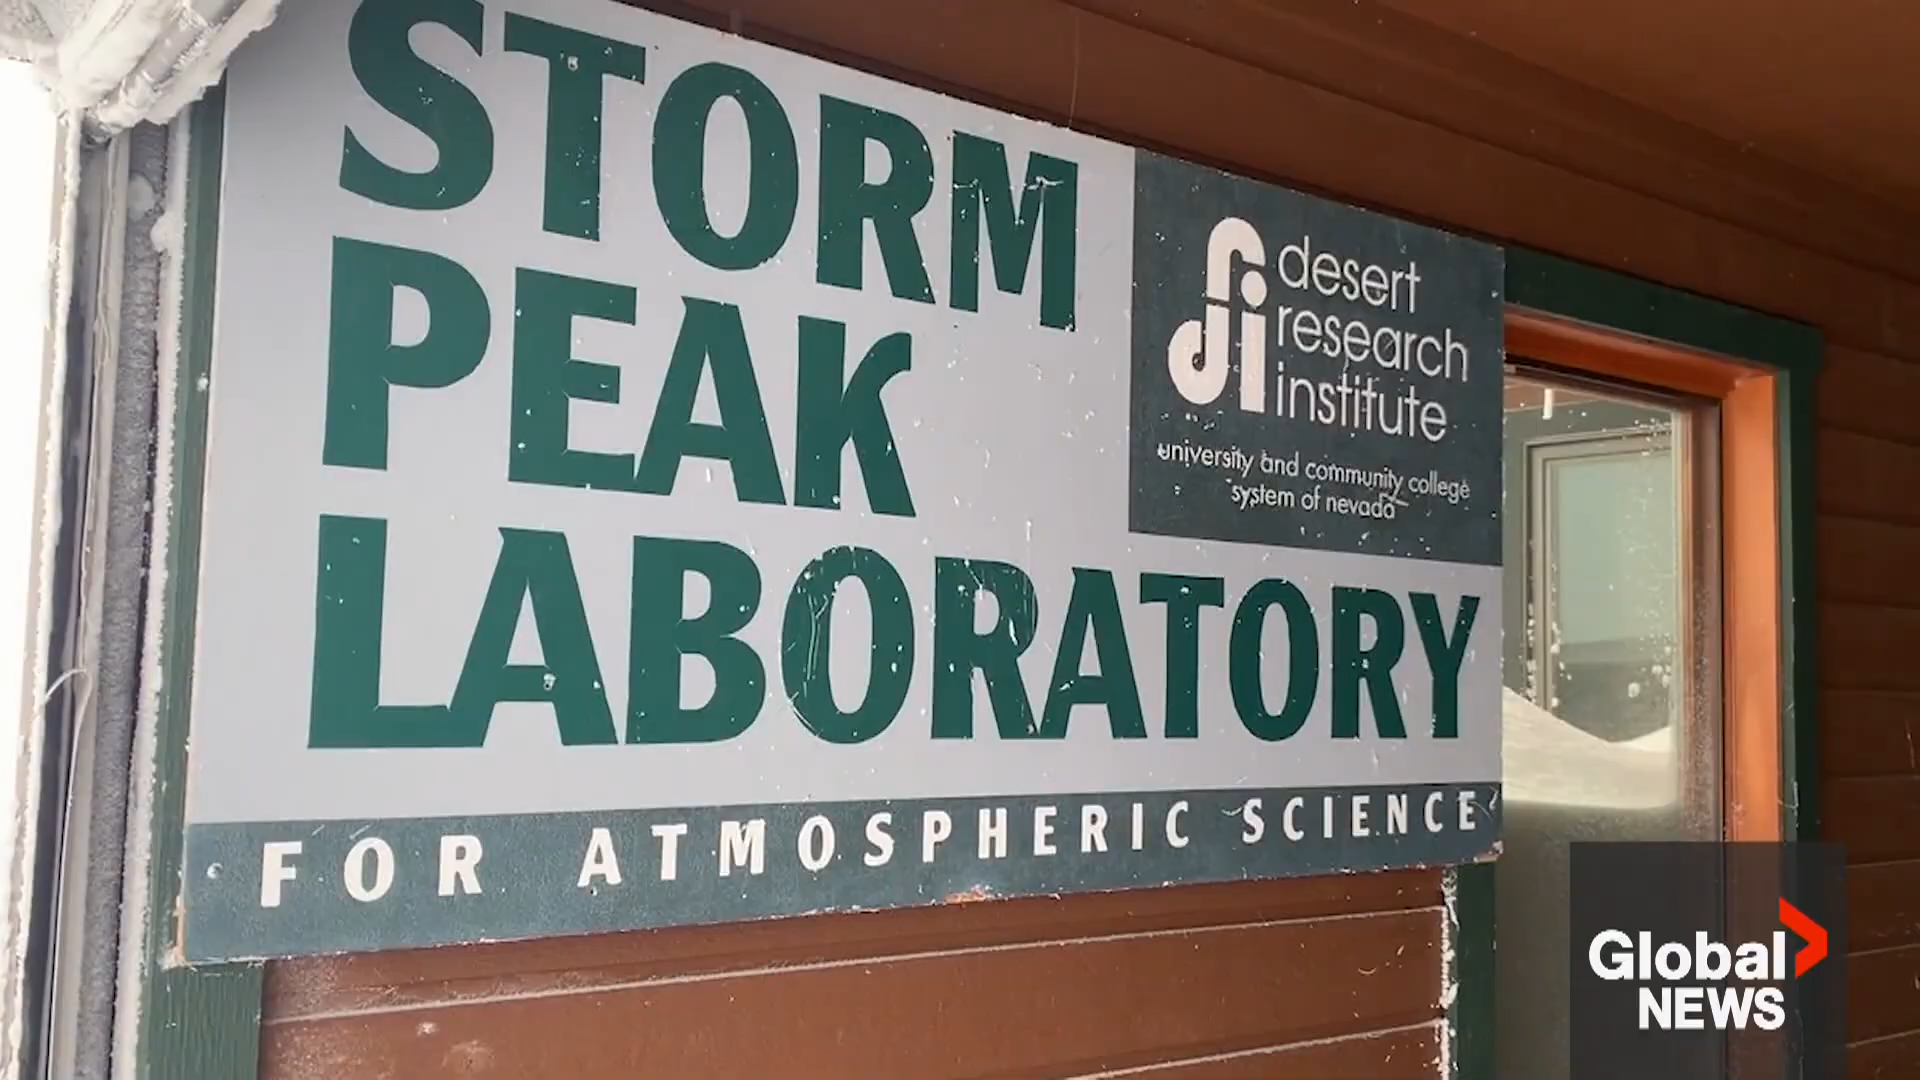 STORM
PEAK
LABORATORY
FOR ATMOSPHERIC SCIENCE
dri
desert
research
institute
university and community college
system of nevada
Global
NEWS